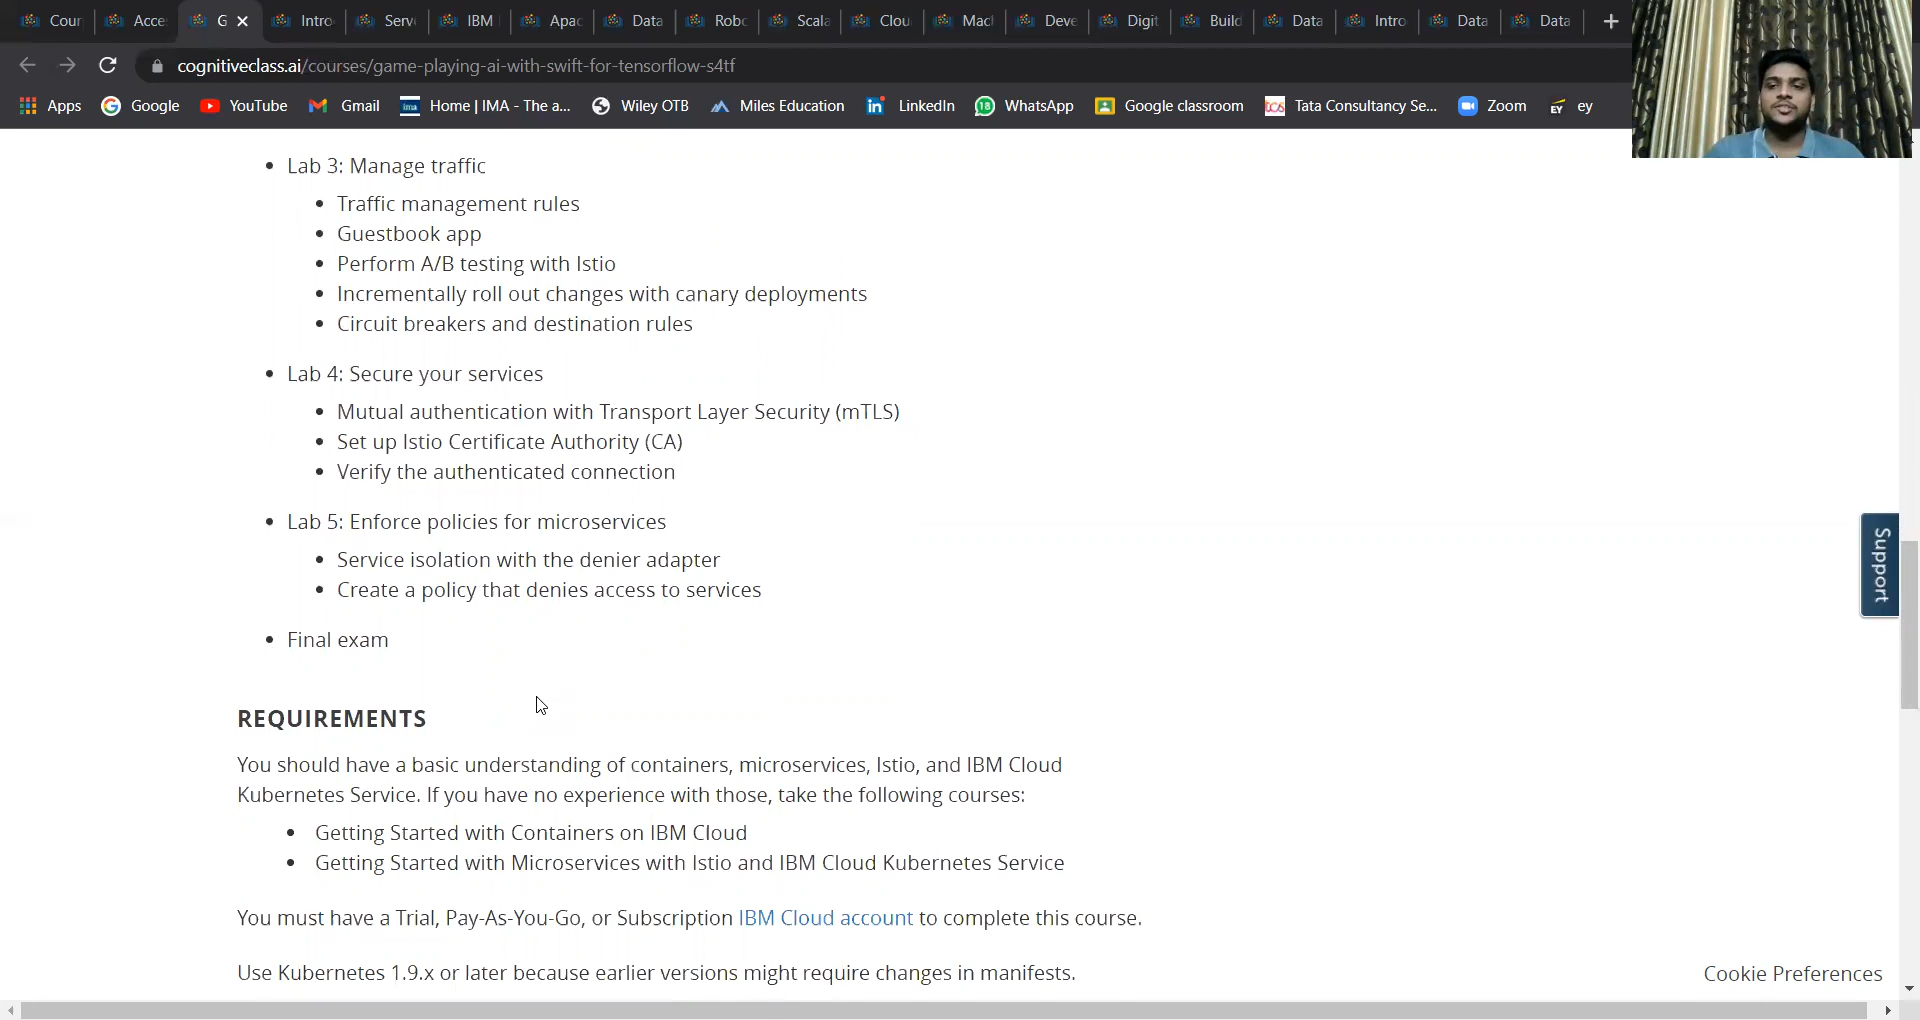 Cour
Acce
G
Intro
Serv
IBM
Apac
Data
Rob
Scala
Clou
Mac
Deve
Digit
Build
Data
Intro
Data
Data
cognitiveclass.ai/courses/game-playing-ai-with-swift-for-tensorflow-s4tf
Apps Google YouTube Gmail ima Home | IMA - The a... Wiley OTB Miles Education in LinkedIn 18 WhatsApp Google classroom tcs Tata Consultancy Se... Zoom EY ey
• Lab 3: Manage traffic
• Traffic management rules
• Guestbook app
• Perform A/B testing with Istio
• Incrementally roll out changes with canary deployments
• Circuit breakers and destination rules
• Lab 4: Secure your services
• Mutual authentication with Transport Layer Security (mTLS)
• Set up Istio Certificate Authority (CA)
• Verify the authenticated connection
• Lab 5: Enforce policies for microservices
• Service isolation with the denier adapter
• Create a policy that denies access to services
• Final exam
Support
REQUIREMENTS
You should have a basic understanding of containers, microservices, Istio, and IBM Cloud
Kubernetes Service. If you have no experience with those, take the following courses:
• Getting Started with Containers on IBM Cloud
• Getting Started with Microservices with Istio and IBM Cloud Kubernetes Service
You must have a Trial, Pay-As-You-Go, or Subscription IBM Cloud account to complete this course.
Use Kubernetes 1.9.x or later because earlier versions might require changes in manifests.
Cookie Preferences